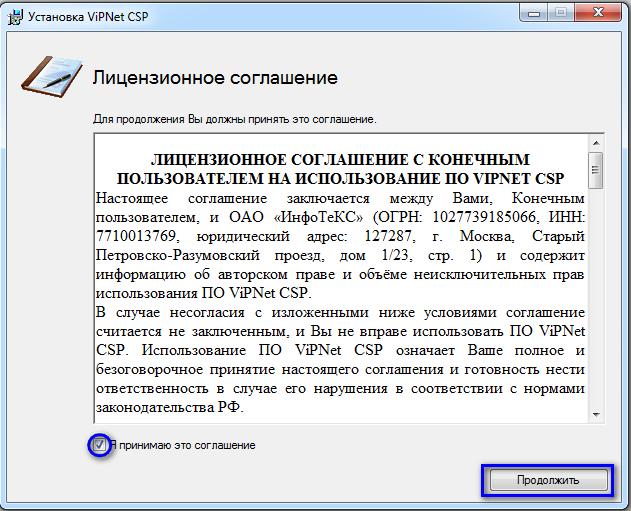 Установка ViPNet CSP
Лицензионное соглашение
Для продолжения Вы должны принять это соглашение.
ЛИЦЕНЗИОННОЕ СОГЛАШЕНИЕ С КОНЕЧНЫМ
ПОЛЬЗОВАТЕЛЕМ НА ИСПОЛЬЗОВАНИЕ ПО VIPNET CSP
Настоящее соглашение заключается между Вами, Конечным
пользователем, и ОАО «ИнфоТеКС» (ОГРН: 1027739185066, ИНН:
7710013769, юридический адрес: 127287, г. Москва, Старый
Петровско-Разумовский проезд, дом 1/23, стр. 1) и содержит
информацию об авторском праве и объёме неисключительных прав
использования ПО ViPNet CSP.
В случае несогласия с изложенными ниже условиями соглашение
считается не заключенным, и Вы не вправе использовать ПО ViPNet
CSP. Использование ПО ViPNet CSP означает Ваше полное и
безоговорочное принятие настоящего соглашения и готовность нести
ответственность в случае его нарушения в соответствии с нормами
законодательства РФ.
Я принимаю это соглашение
Продолжить